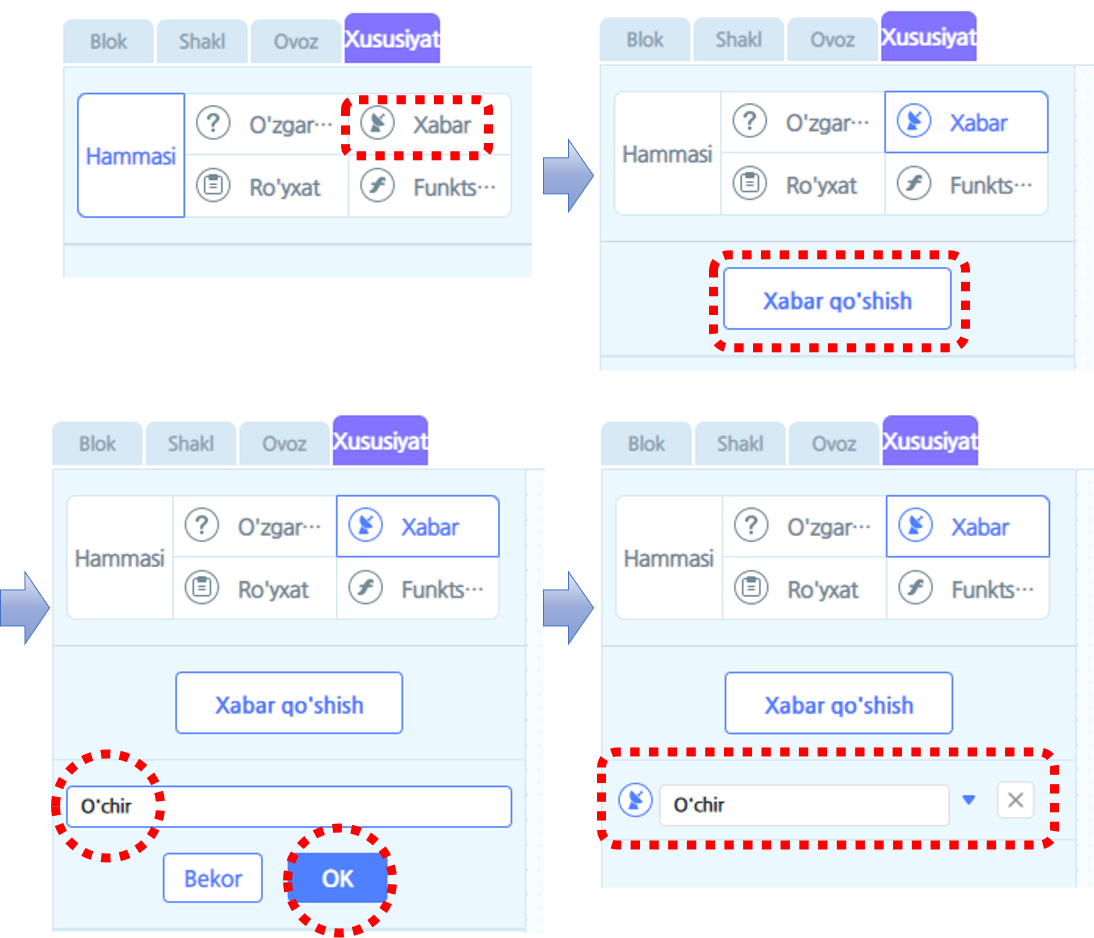 Blok Shakl Ovoz Xususiyat
Hammasi O'zgar··· Xabar
Ro'yxat Funkts···
Blok Shakl Ovoz Xususiyat
Hammasi O'zgar··· Xabar
Ro'yxat Funkts···
Xabar qo'shish
Blok Shakl Ovoz Xususiyat
Hammasi O'zgar··· Xabar
Ro'yxat Funkts···
Xabar qo'shish
O'chir
Bekor OK
Blok Shakl Ovoz Xususiyat
Hammasi O'zgar··· Xabar
Ro'yxat Funkts···
Xabar qo'shish
O'chir